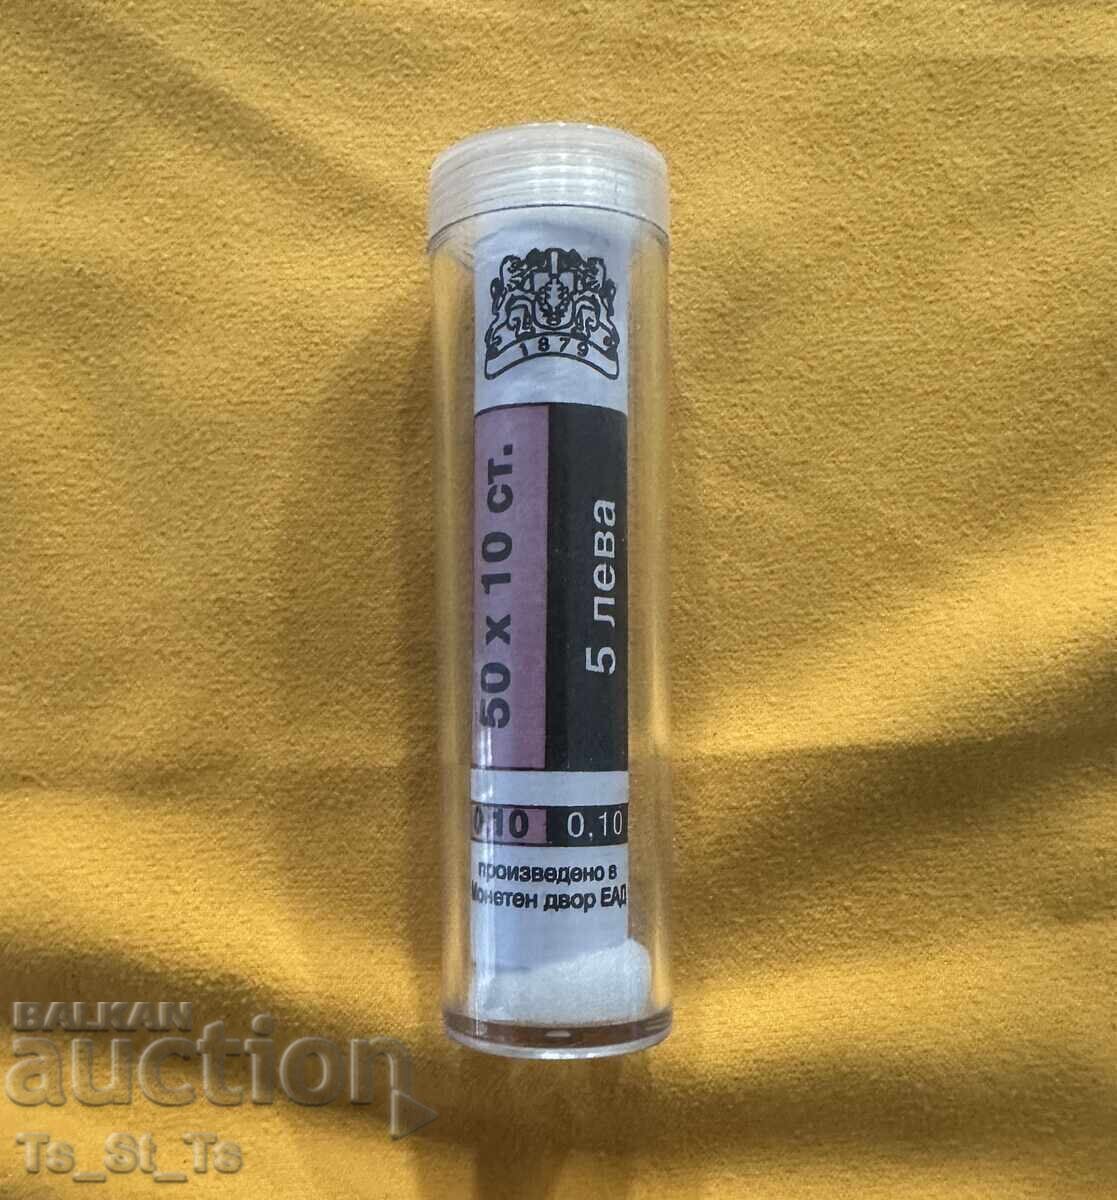 1879
50 x 10 ст.
5 лева
0,10 0,10
произведено в
Монетен двор ЕАД
BALKAN
auction
Ts_St_Ts